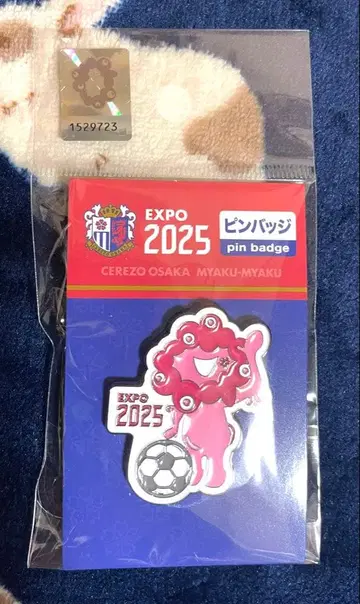 1529723
EXPO
2025
ピンバッジ
pin badge
CEREZO OSAKA MYAKU-MYAKU
EXPO
2025